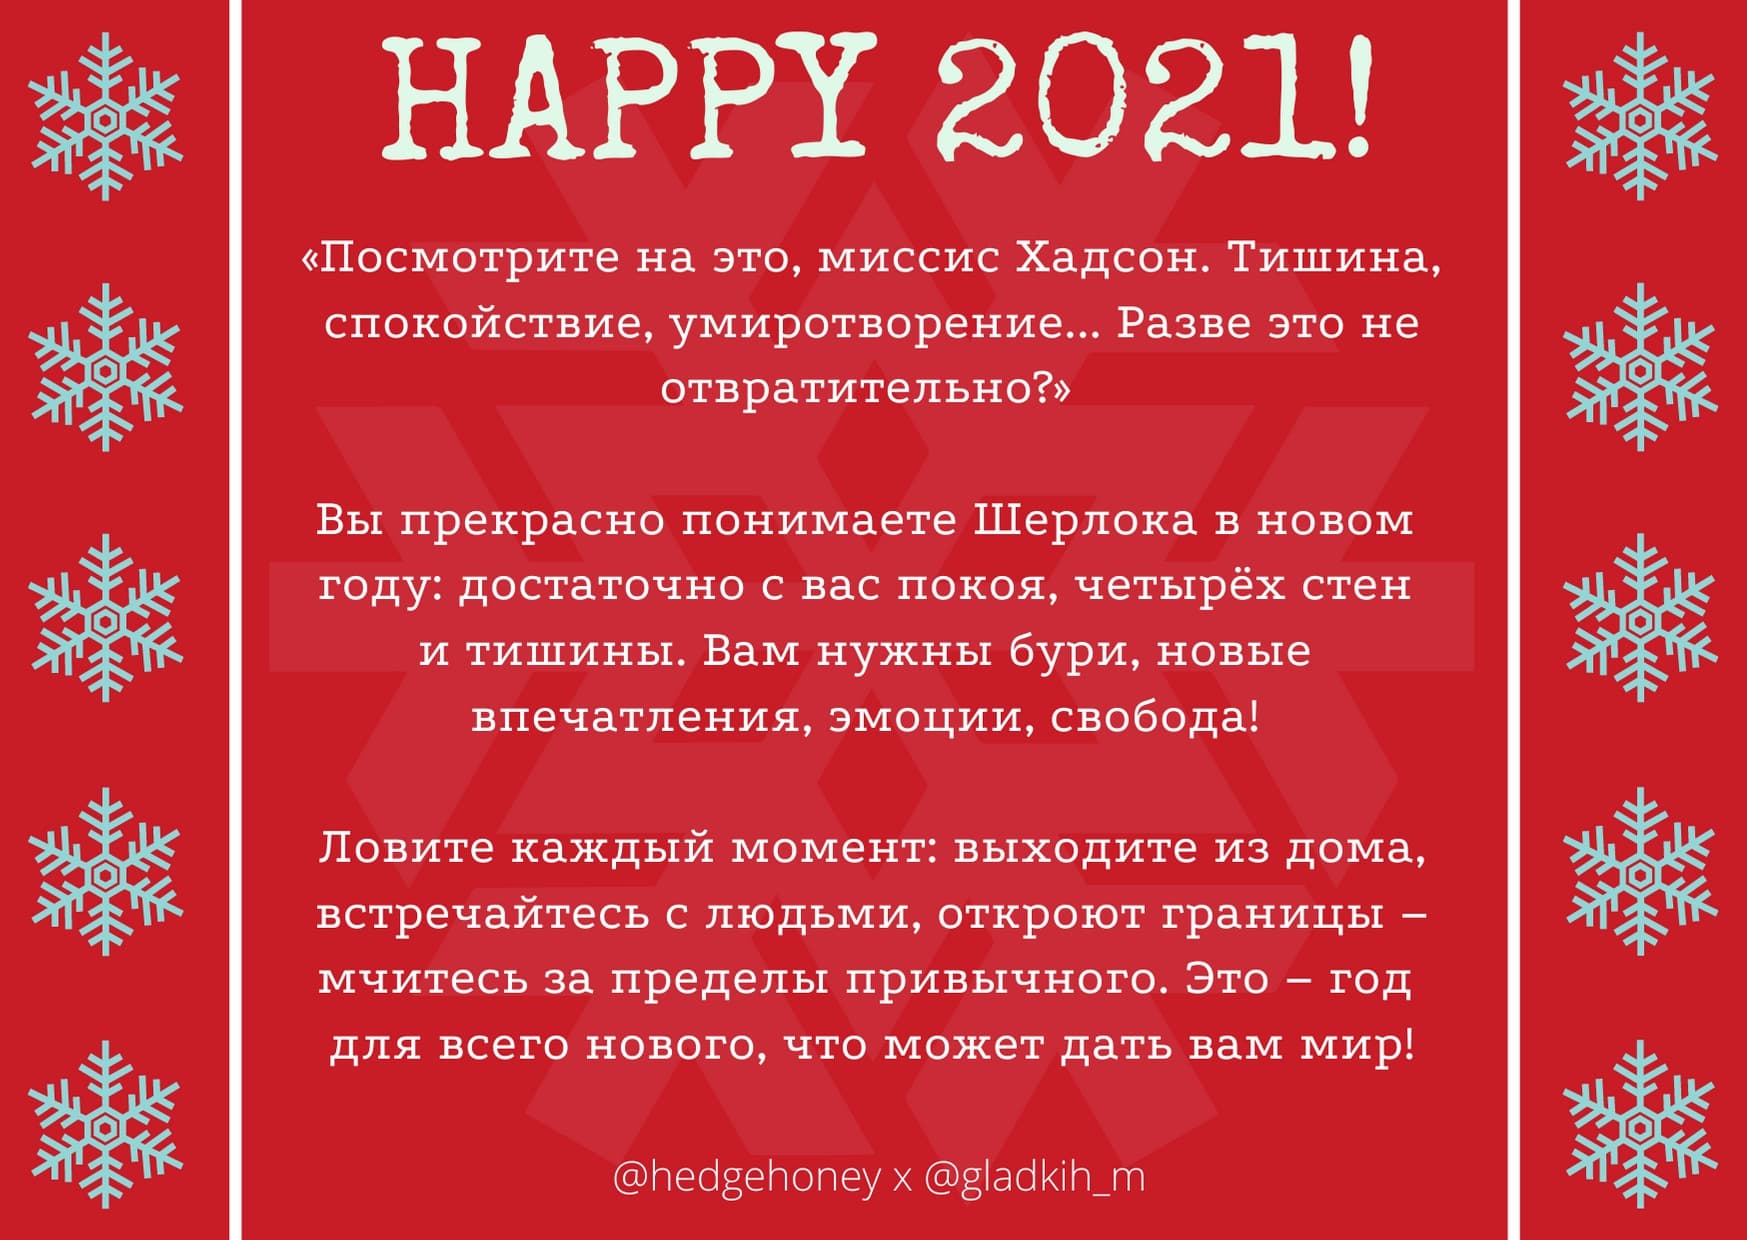 HAPPY 2021!
«Посмотрите на это, миссис Хадсон. Тишина,
спокойствие, умиротворение... Разве это не
отвратительно?»
Вы прекрасно понимаете Шерлока в новом
году: достаточно с вас покоя, четырёх стен
и тишины. Вам нужны бури, новые
впечатления, эмоции, свобода!
Ловите каждый момент: выходите из дома,
встречайтесь с людьми, откроют границы –
мчитесь за пределы привычного. Это – год
для всего нового, что может дать вам мир!
@hedgehoney x @gladkih_m